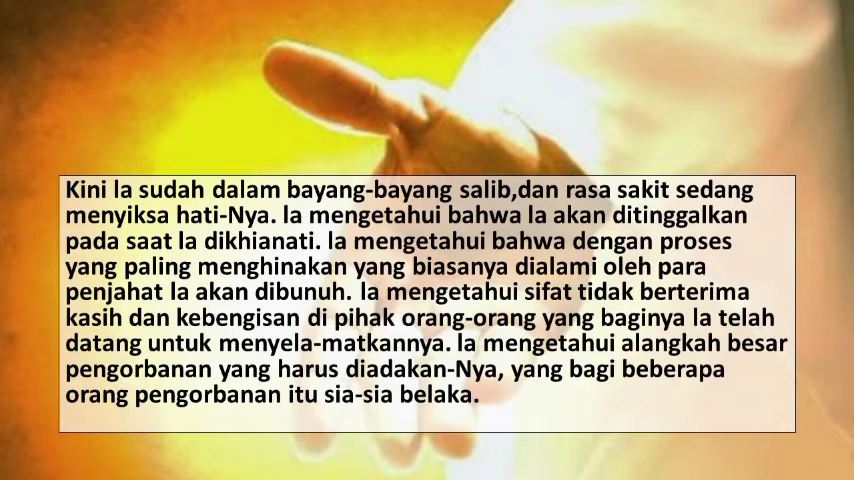 Kini Ia sudah dalam bayang-bayang salib,dan rasa sakit sedang
menyiksa hati-Nya. Ia mengetahui bahwa Ia akan ditinggalkan
pada saat Ia dikhianati. Ia mengetahui bahwa dengan proses
yang paling menghinakan yang biasanya dialami oleh para
penjahat Ia akan dibunuh. Ia mengetahui sifat tidak berterima
kasih dan kebengisan di pihak orang-orang yang baginya Ia telah
datang untuk menyela-matkannya. Ia mengetahui alangkah besar
pengorbanan yang harus diadakan-Nya, yang bagi beberapa
orang pengorbanan itu sia-sia belaka.